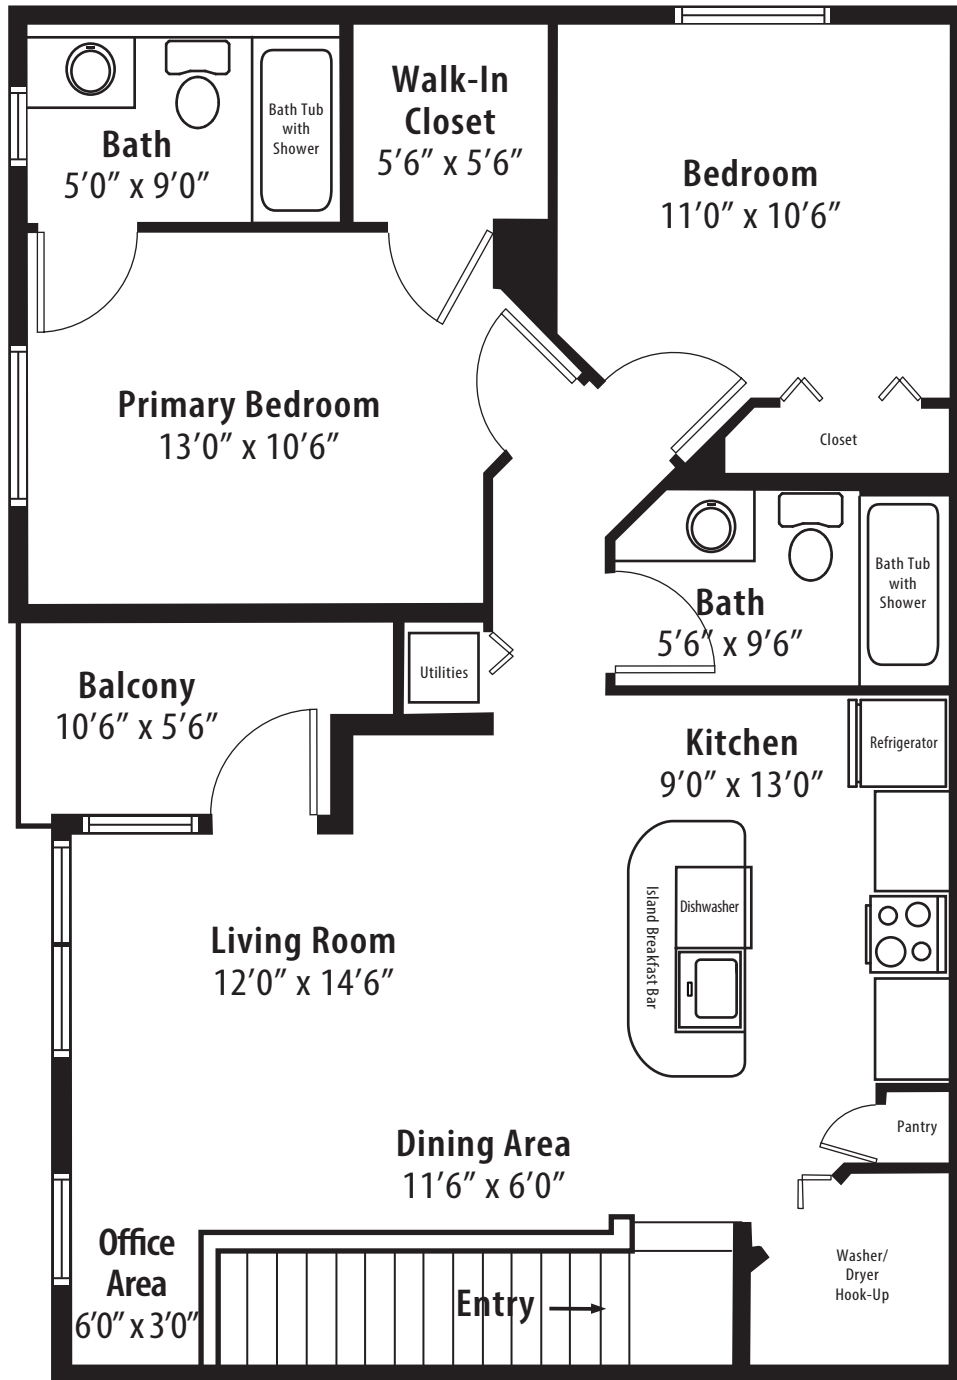 Bath
5’0” x 9’0”
Bath Tub
with
Shower
Walk-In
Closet
5’6” x 5’6”
Bedroom
11’0” x 10’6”
Primary Bedroom
13’0” x 10’6”
Closet
Bath
5’6” x 9’6”
Bath Tub
with
Shower
Balcony
10’6” x 5’6”
Utilities
Kitchen
9’0” x 13’0”
Refrigerator
Dishwasher
Island Breakfast Bar
Living Room
12’0” x 14’6”
Pantry
Dining Area
11’6” x 6’0”
Office
Area
6’0” x 3’0”
Entry
Washer/
Dryer
Hook-Up